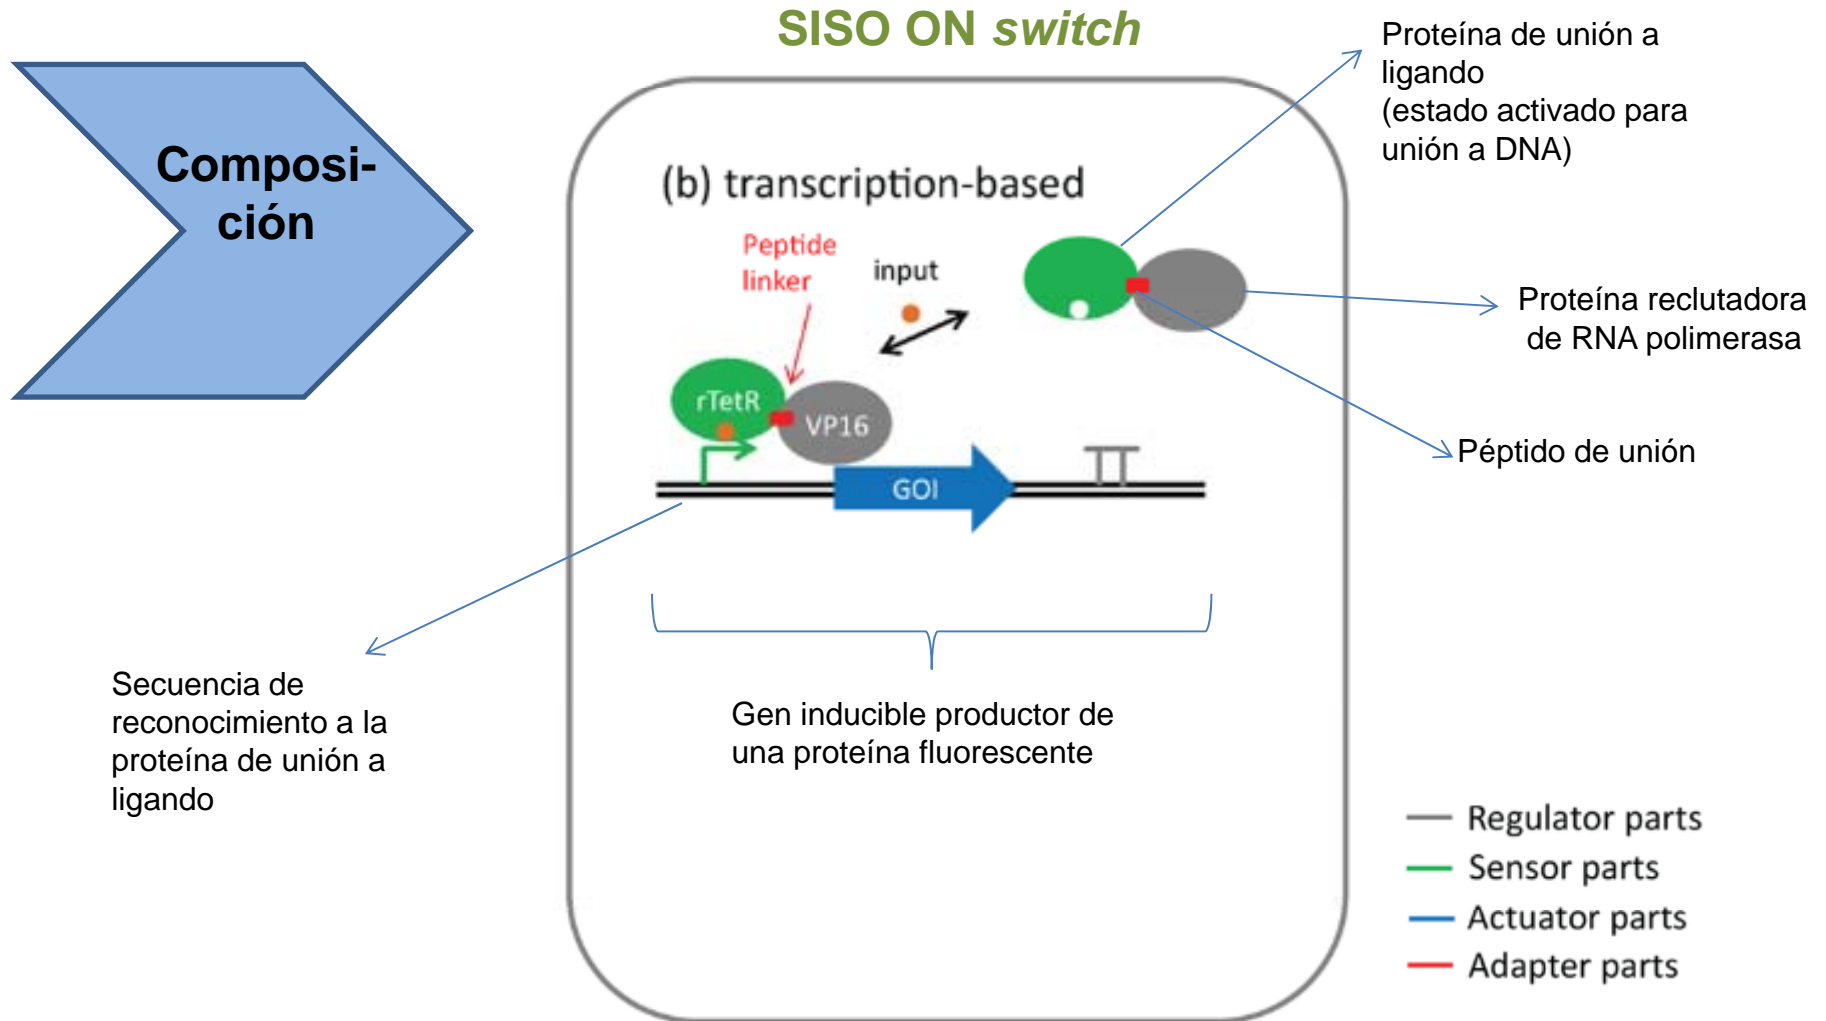 SISO ON switch
Composi-
ción
Proteína de unión a
ligando
(estado activado para
unión a DNA)
(b) transcription-based
Peptide
linker
input
Proteína reclutadora
de RNA polimerasa
rTetR
VP16
Péptido de unión
GOI
Secuencia de
reconocimiento a la
proteína de unión a
ligando
Gen inducible productor de
una proteína fluorescente
Regulator parts
Sensor parts
Actuator parts
Adapter parts